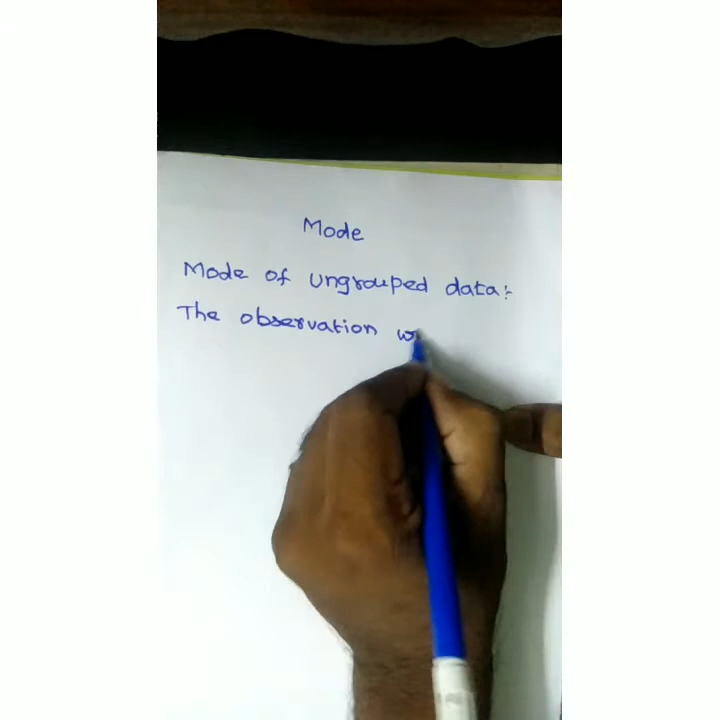 Mode
Mode of ungrouped data:-
The observation w